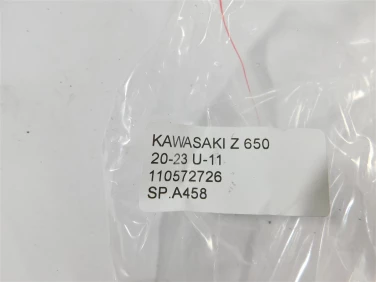 KAWASAKI Z 650
20-23 U-11
110572726
SP.A458